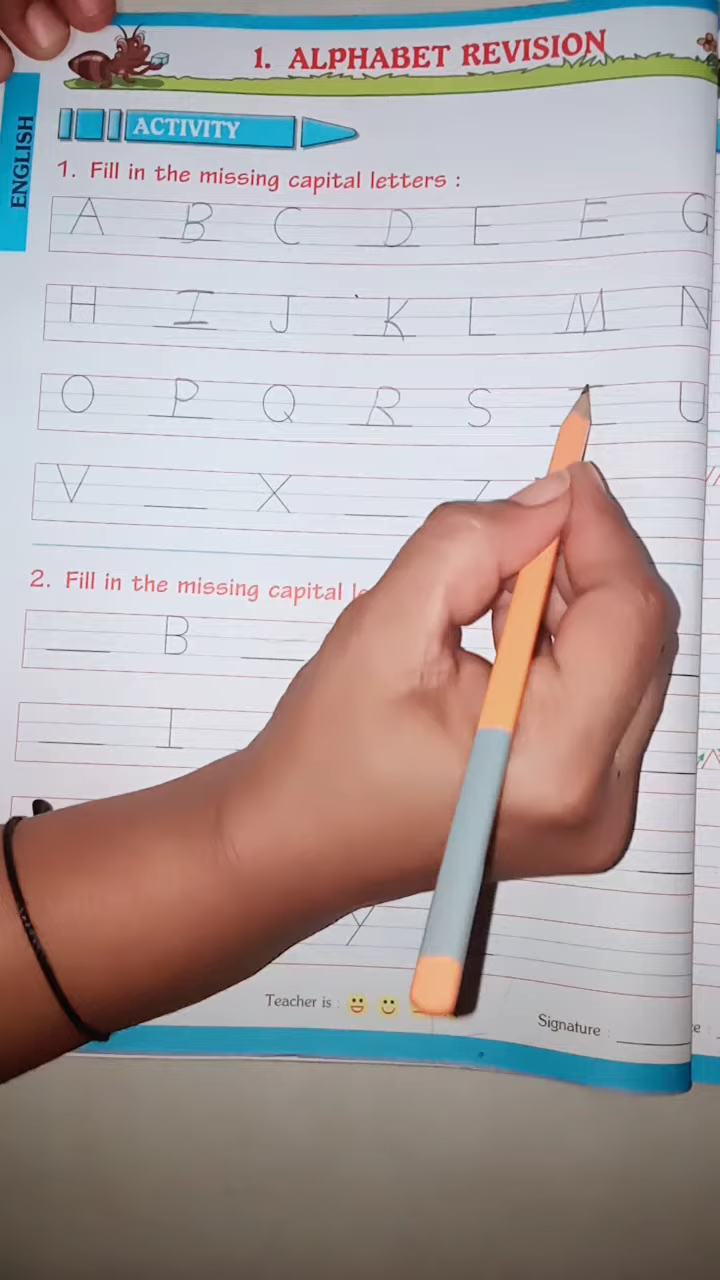 1. ALPHABET REVISION
ENGLISH
ACTIVITY
1. Fill in the missing capital letters :
A B C D E F G
H I J K L M N
O P Q R S T U
V X Z
2. Fill in the missing capital
B
I
y
Teacher is :
Signature :